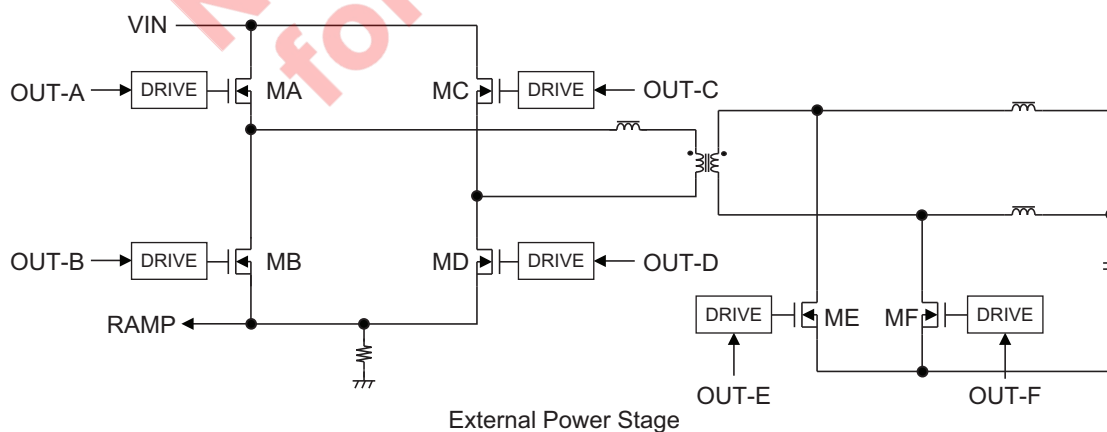 VIN
OUT-A DRIVE MA MC DRIVE OUT-C
OUT-B DRIVE MB MD DRIVE OUT-D
RAMP
DRIVE ME MF DRIVE
OUT-E OUT-F
External Power Stage
for